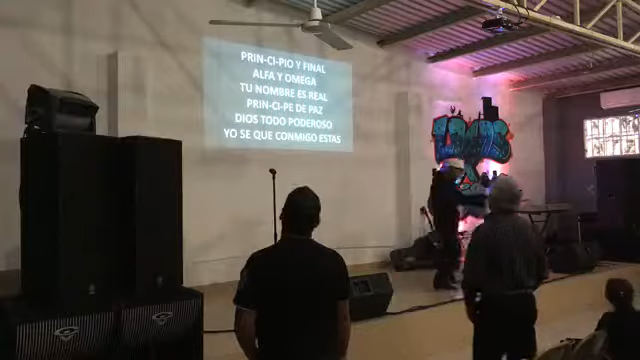 PRIN-CI-PIO Y FINAL
ALFA Y OMEGA
TU NOMBRE ES REAL
PRIN-CI-PE DE PAZ
DIOS TODO PODEROSO
YO SE QUE CONMIGO ESTAS